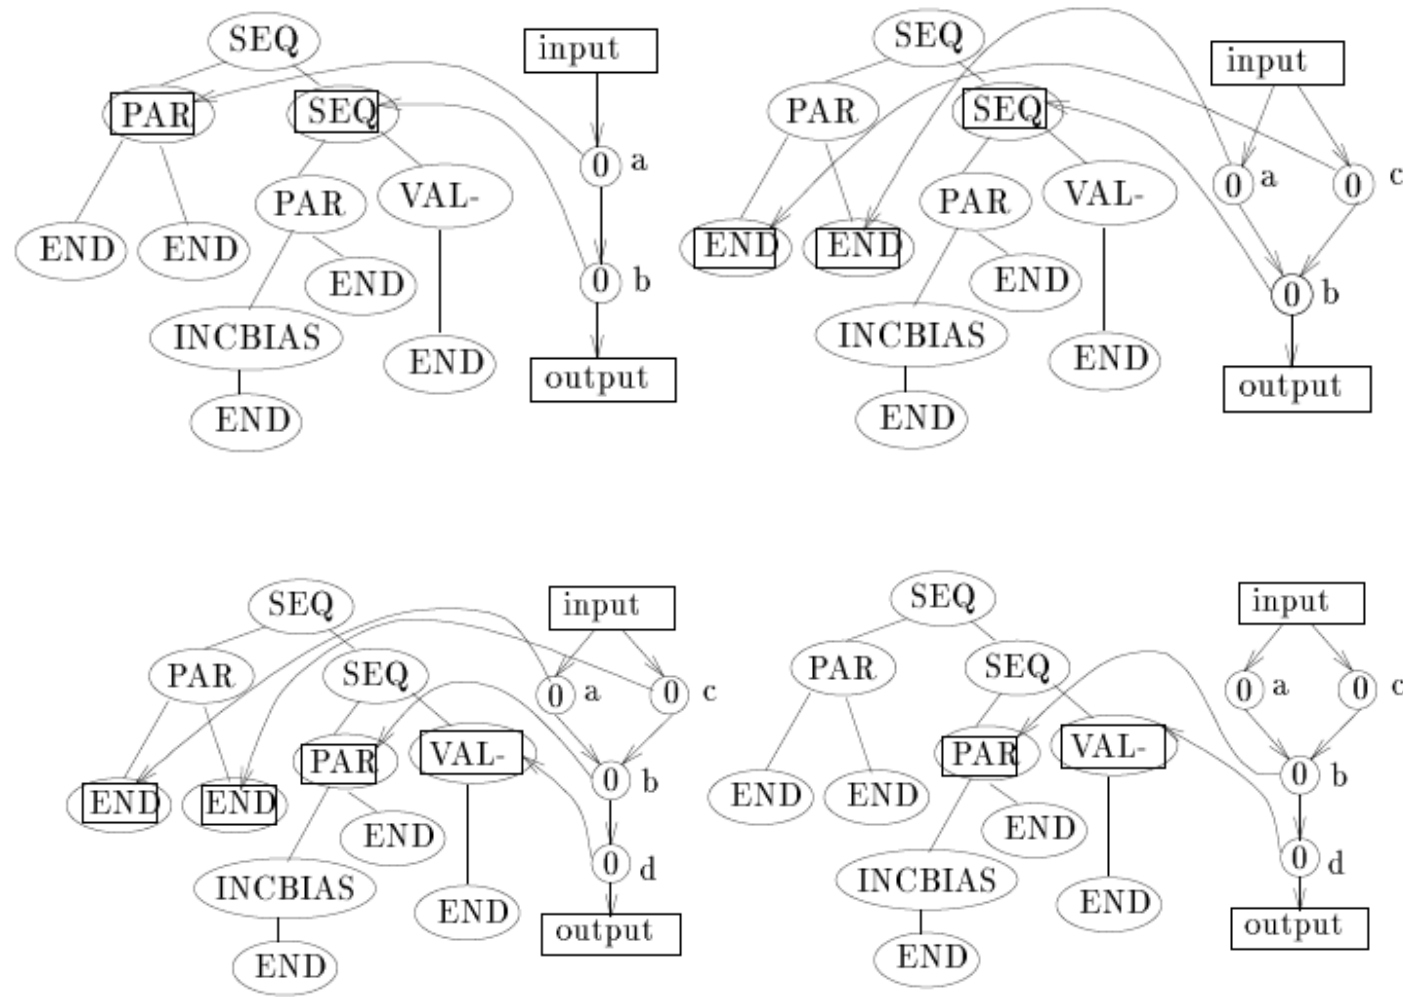 SEQ
input
PAR
SEQ
0 a
PAR
VAL-
END
END
0 b
END
INCBIAS
END
output
END
SEQ
input
PAR
SEQ
0 a
0 c
PAR
VAL-
END
END
END
0 b
INCBIAS
END
output
END
SEQ
input
PAR
SEQ
0 a
0 c
PAR
VAL-
END
END
0 b
END
0 d
INCBIAS
END
output
END
SEQ
input
PAR
SEQ
0 a
0 c
PAR
VAL-
END
END
0 b
END
0 d
INCBIAS
END
output
END